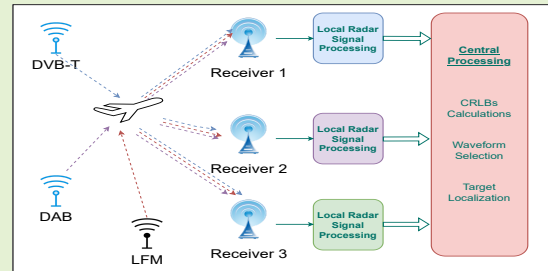 DVB-T
DAB
LFM
Receiver 1
Receiver 2
Receiver 3
Local Radar
Signal
Processing
Local Radar
Signal
Processing
Local Radar
Signal
Processing
Central
Processing
CRLBs
Calculations
Waveform
Selection
Target
Localization